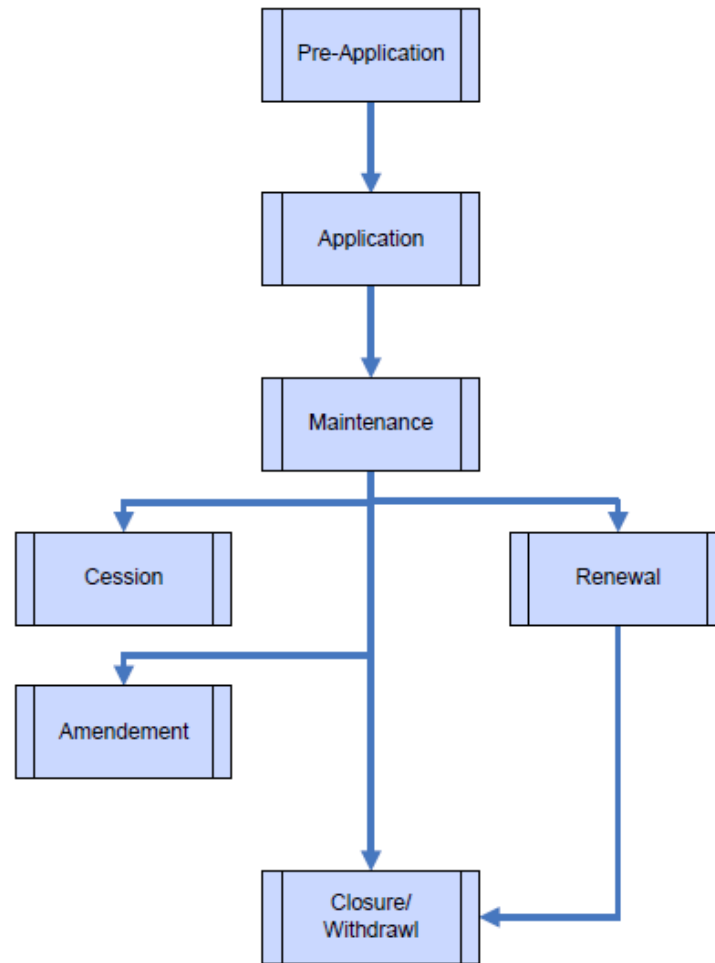 Pre-Application
Application
Maintenance
Cession
Renewal
Amendement
Closure/
Withdrawl